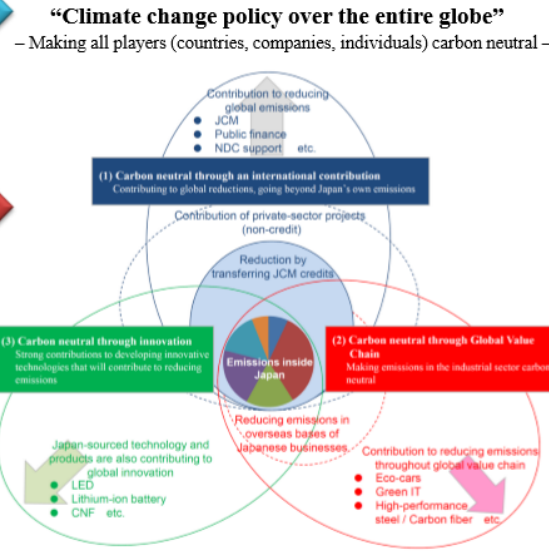 “Climate change policy over the entire globe”
– Making all players (countries, companies, individuals) carbon neutral –
Contribution to reducing
global emissions
● JCM
● Public finance
● NDC support etc.
(1) Carbon neutral through an international contribution
Contributing to global reductions, going beyond Japan’s own emissions
Contribution of private-sector projects
(non-credit)
Reduction by
transferring JCM credits
(3) Carbon neutral through innovation
Strong contributions to developing innovative
technologies that will contribute to reducing
emissions
Emissions inside
Japan
(2) Carbon neutral through Global Value
Chain
Making emissions in the industrial sector carbon
neutral
Reducing emissions in
overseas bases of
Japanese businesses.
Japan-sourced technology and
products are also contributing to
global innovation
● LED
● Lithium-ion battery
● CNF etc.
Contribution to reducing emissions
throughout global value chain
● Eco-cars
● Green IT
● High-performance
steel / Carbon fiber etc.